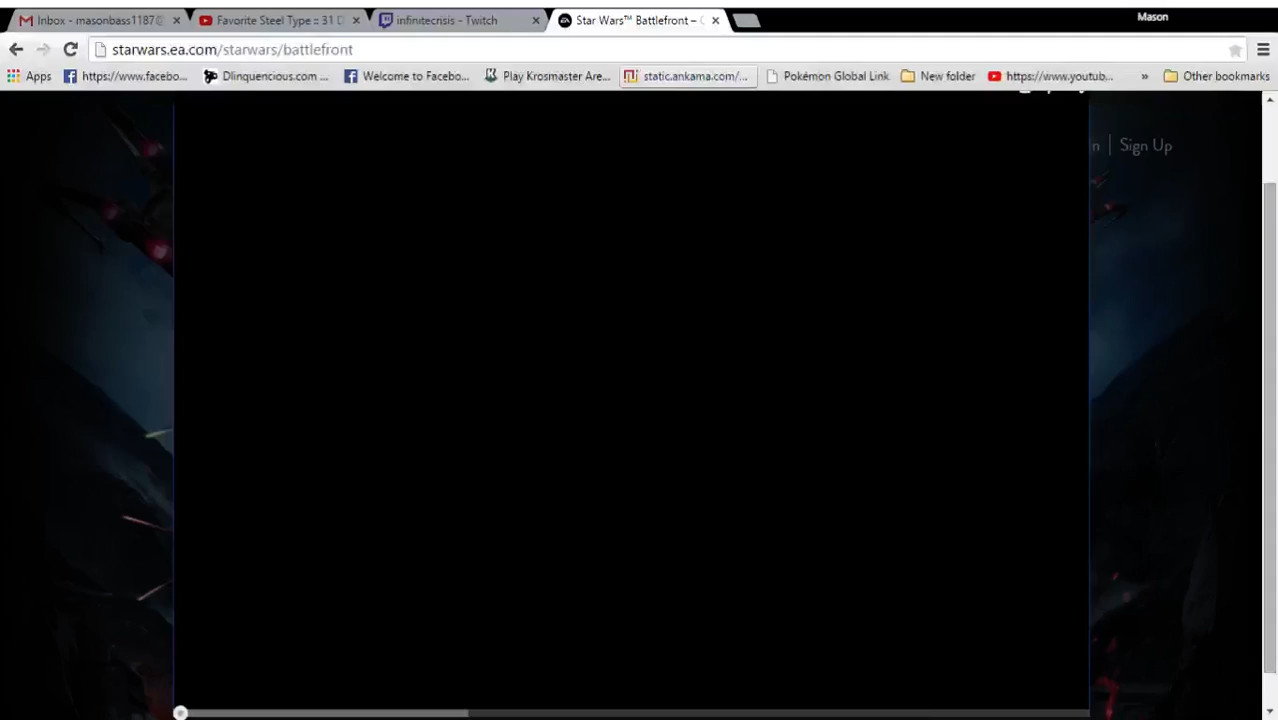 Mason
Inbox - masonbass1187@
Favorite Steel Type :: 31 D
infinitecrisis - Twitch
Star Wars™ Battlefront –
starwars.ea.com/starwars/battlefront
Apps
https://www.facebo...
Dlinquencious.com ...
Welcome to Facebo...
Play Krosmaster Are...
static.ankama.com/...
Pokémon Global Link
New folder
https://www.youtub...
»
Other bookmarks
n | Sign Up